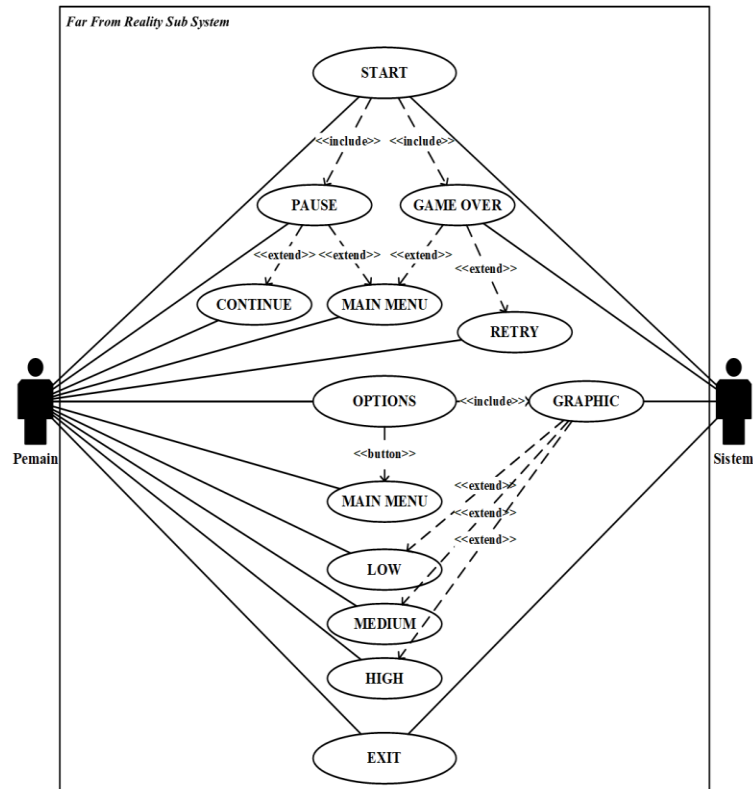 Far From Reality Sub System
START
<<include>> <<include>>
PAUSE GAME OVER
<<extend>> <<extend>> <<extend>>
<<extend>>
CONTINUE MAIN MENU
RETRY
OPTIONS <<include>> GRAPHIC
Pemain Sistem
<<button>>
<<extend>>
MAIN MENU
<<extend>>
<<extend>>
LOW
MEDIUM
HIGH
EXIT